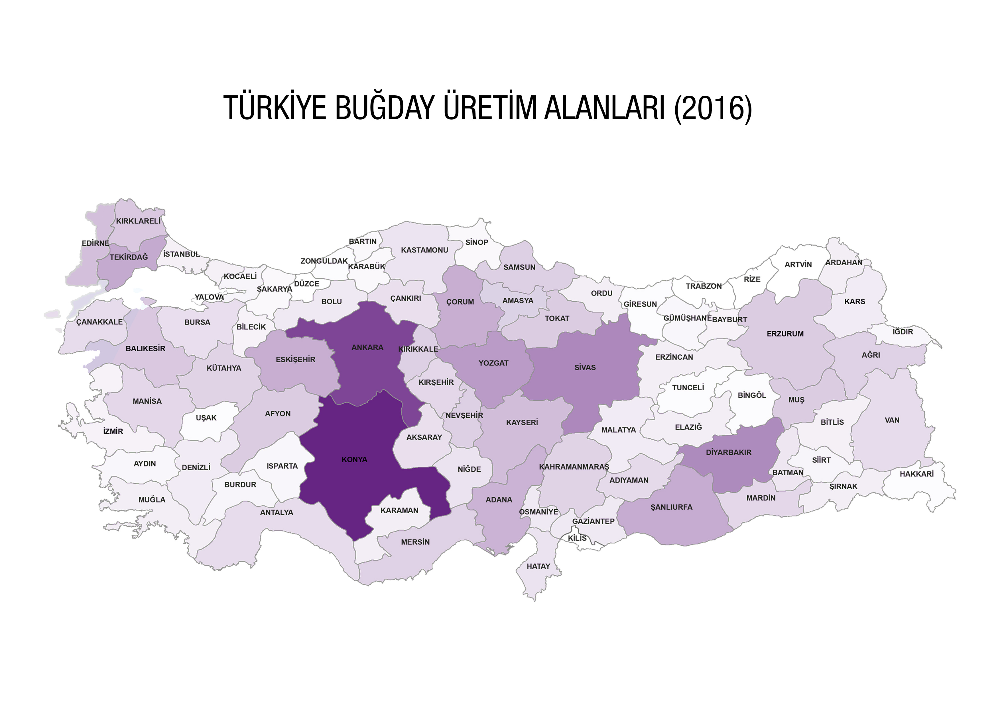 TÜRKİYE BUĞDAY ÜRETİM ALANLARI (2016)
KIRKLARELİ
EDİRNE
TEKİRDAĞ
İSTANBUL
KOCAELİ
YALOVA
SAKARYA
DÜZCE
ZONGULDAK
BARTIN
KARABÜK
KASTAMONU
SİNOP
SAMSUN
BOLU
ÇANKIRI
ÇORUM
AMASYA
TOKAT
ORDU
GİRESUN
TRABZON
RİZE
ARTVİN
ARDAHAN
KARS
GÜMÜŞHANE
BAYBURT
ERZURUM
IĞDIR
AĞRI
ÇANAKKALE
BALIKESİR
BURSA
BİLECİK
KÜTAHYA
ESKİŞEHİR
ANKARA
KIRIKKALE
KIRŞEHİR
YOZGAT
SİVAS
ERZİNCAN
TUNCELİ
BİNGÖL
MUŞ
BİTLİS
VAN
MANİSA
UŞAK
AFYON
İZMİR
AYDIN
DENİZLİ
ISPARTA
BURDUR
MUĞLA
ANTALYA
KONYA
AKSARAY
NEVŞEHİR
KAYSERİ
NİĞDE
KARAMAN
MERSİN
ADANA
KAHRAMANMARAŞ
MALATYA
ELAZIĞ
ADIYAMAN
DİYARBAKIR
BATMAN
SİİRT
ŞIRNAK
HAKKARİ
MARDİN
ŞANLIURFA
GAZİANTEP
KİLİS
OSMANİYE
HATAY